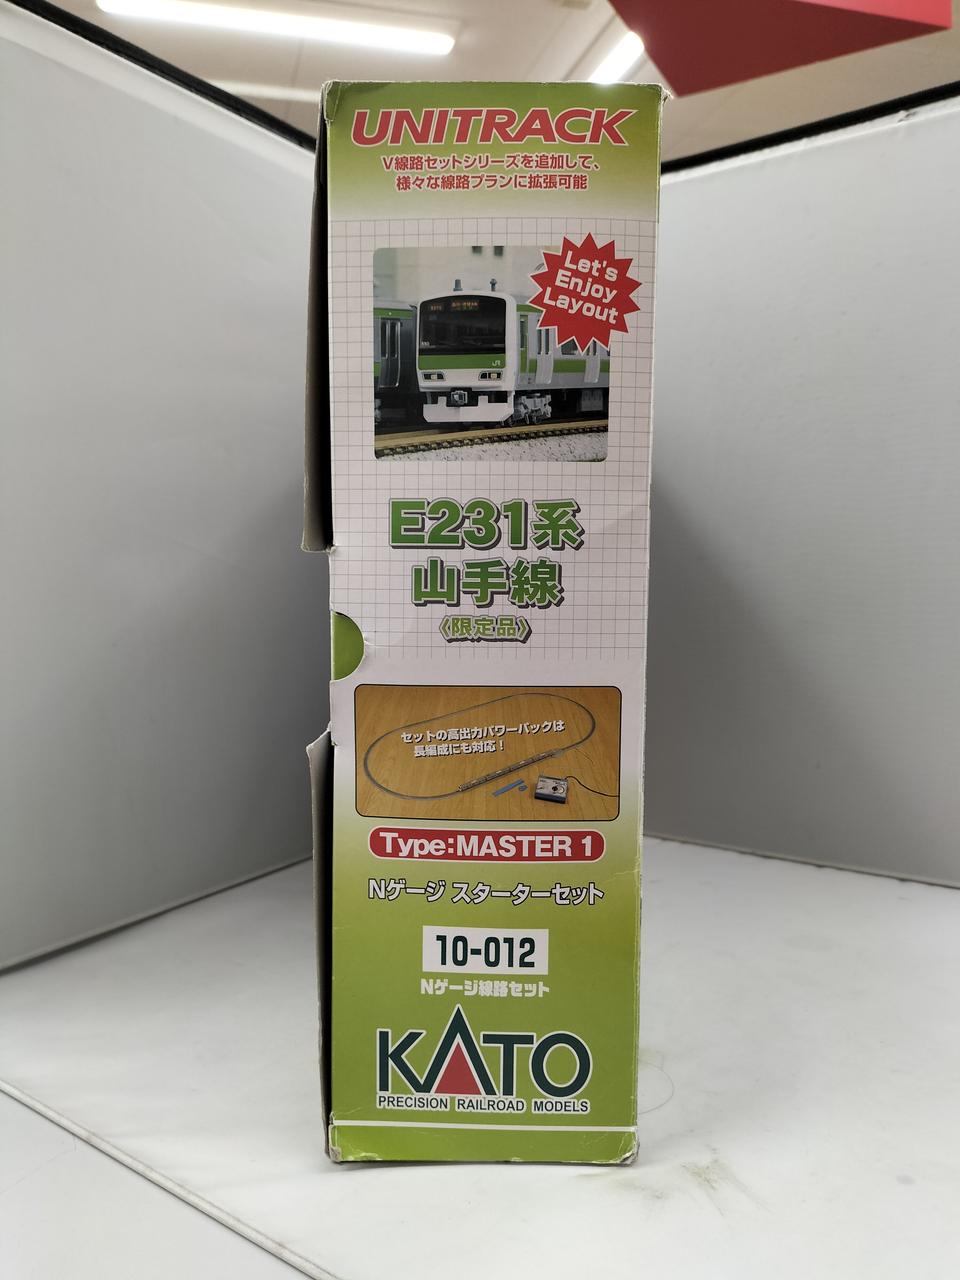 UNITRACK
V線路セットシリーズを追加して、
様々な線路プランに拡張可能
Let's
Enjoy
Layout
JR
E231系
山手線
〈限定品〉
セットの高出力パワーパックは
長編成にも対応！
Type:MASTER 1
Nゲージ スターターセット
10-012
Nゲージ線路セット
KATO
PRECISION RAILROAD MODELS